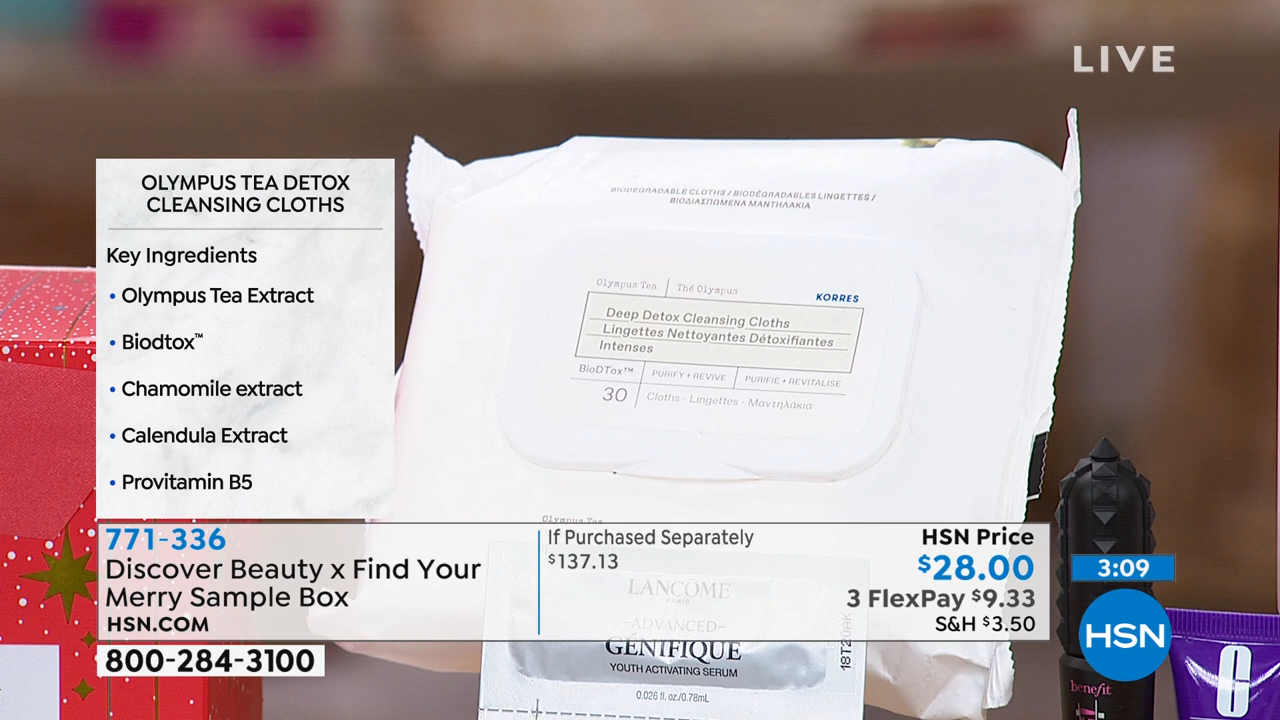 LIVE
OLYMPUS TEA DETOX
CLEANSING CLOTHS
Key Ingredients
• Olympus Tea Extract
• Biodtox™
• Chamomile extract
• Calendula Extract
• Provitamin B5
BIODEGRADABLE CLOTHS / BIODÉGRADABLES LINGETTES /
ΒΙΟΔΙΑΣΠΩΜΕΝΑ ΜΑΝΤΗΛΑΚΙΑ
Olympus Tea | Thé Olympus
KORRES
Deep Detox Cleansing Cloths
Lingettes Nettoyantes Détoxifiantes
Intenses
BioDTox™ | PURIFY + REVIVE | PURIFIE + REVITALISE
30 | Cloths - Lingettes - Μαντηλάκια
Olympus Tea
771-336
Discover Beauty x Find Your
Merry Sample Box
HSN.COM
If Purchased Separately
$137.13
HSN Price
$28.00
3 FlexPay $9.33
S&H $3.50
3:09
HSN
800-284-3100
LANCÔME
PARIS
-ADVANCED-
GÉNIFIQUE
YOUTH ACTIVATING SERUM
0.026 fl. oz./0.78mL
benefit